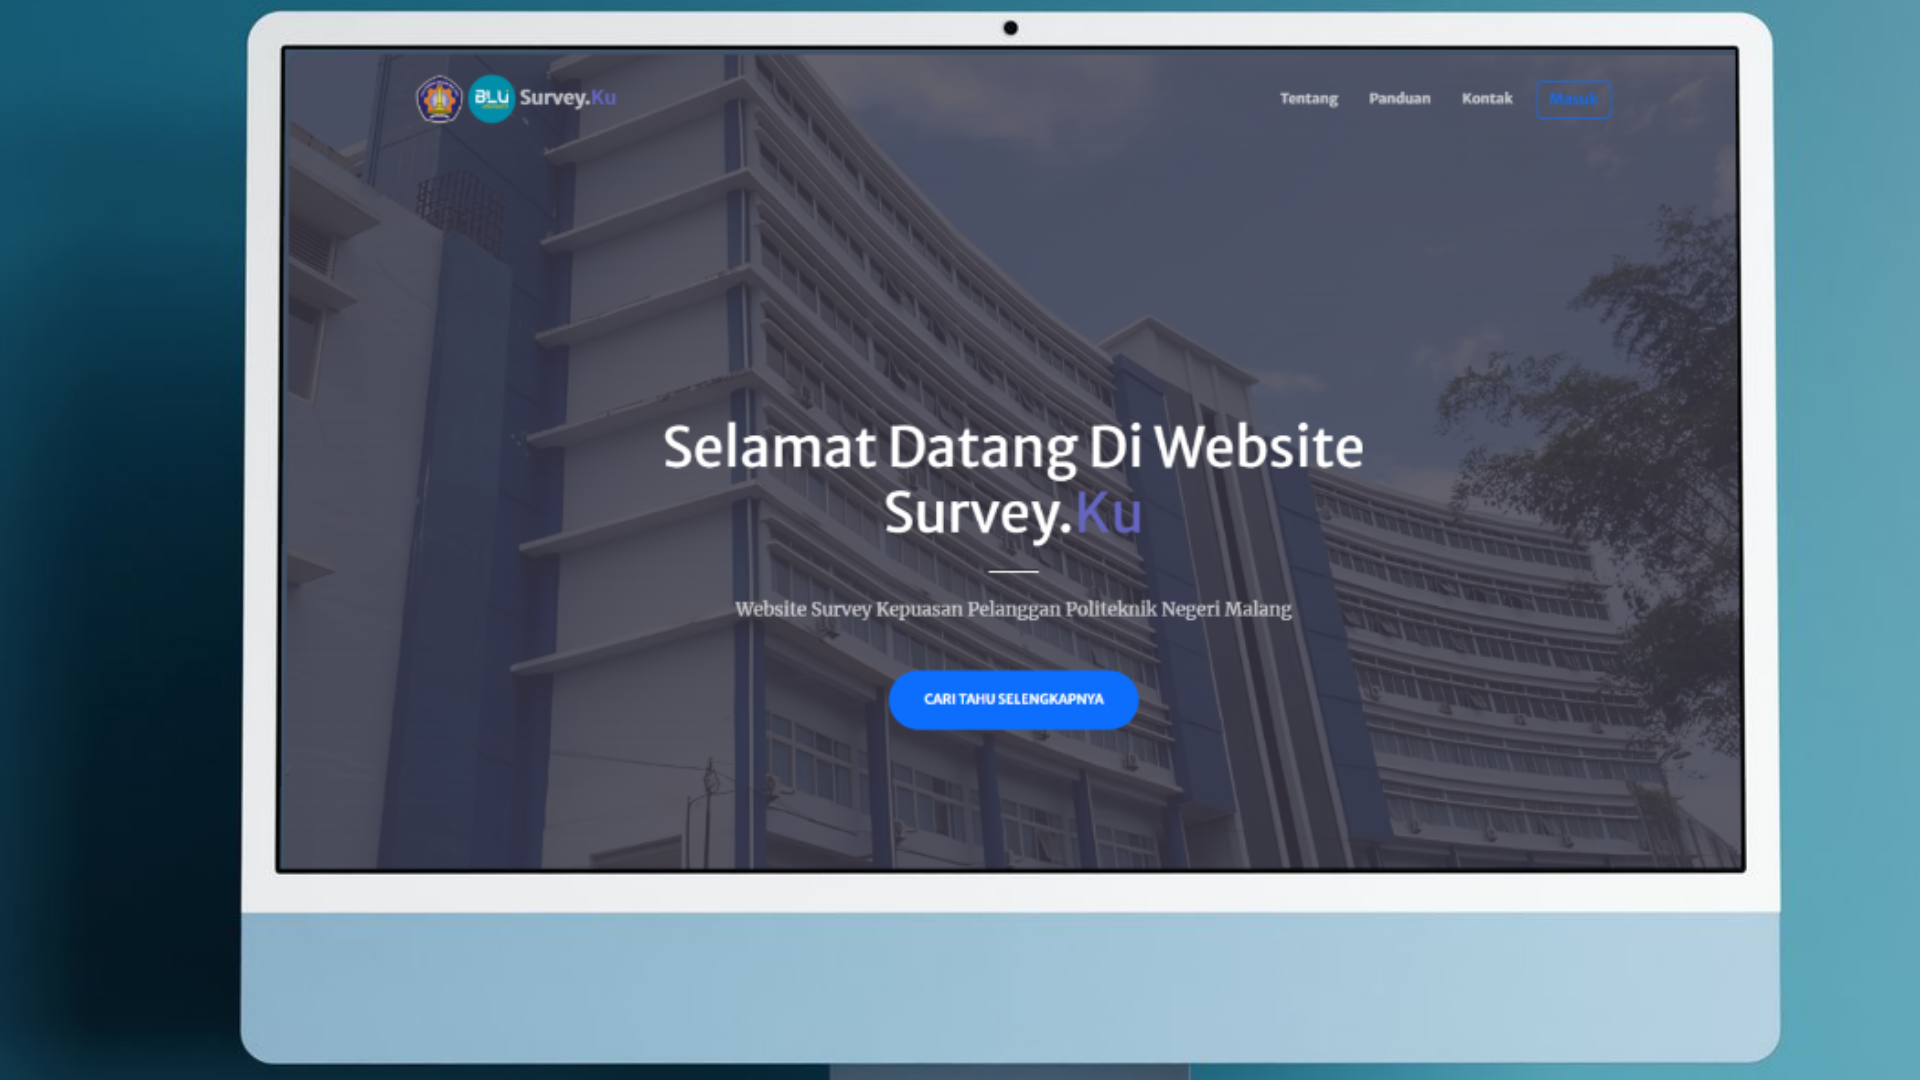 BLU
Survey.Ku
Tentang
Panduan
Kontak
Masuk
Selamat Datang Di Website
Survey.Ku
Website Survey Kepuasan Pelanggan Politeknik Negeri Malang
CARI TAHU SELENGKAPNYA